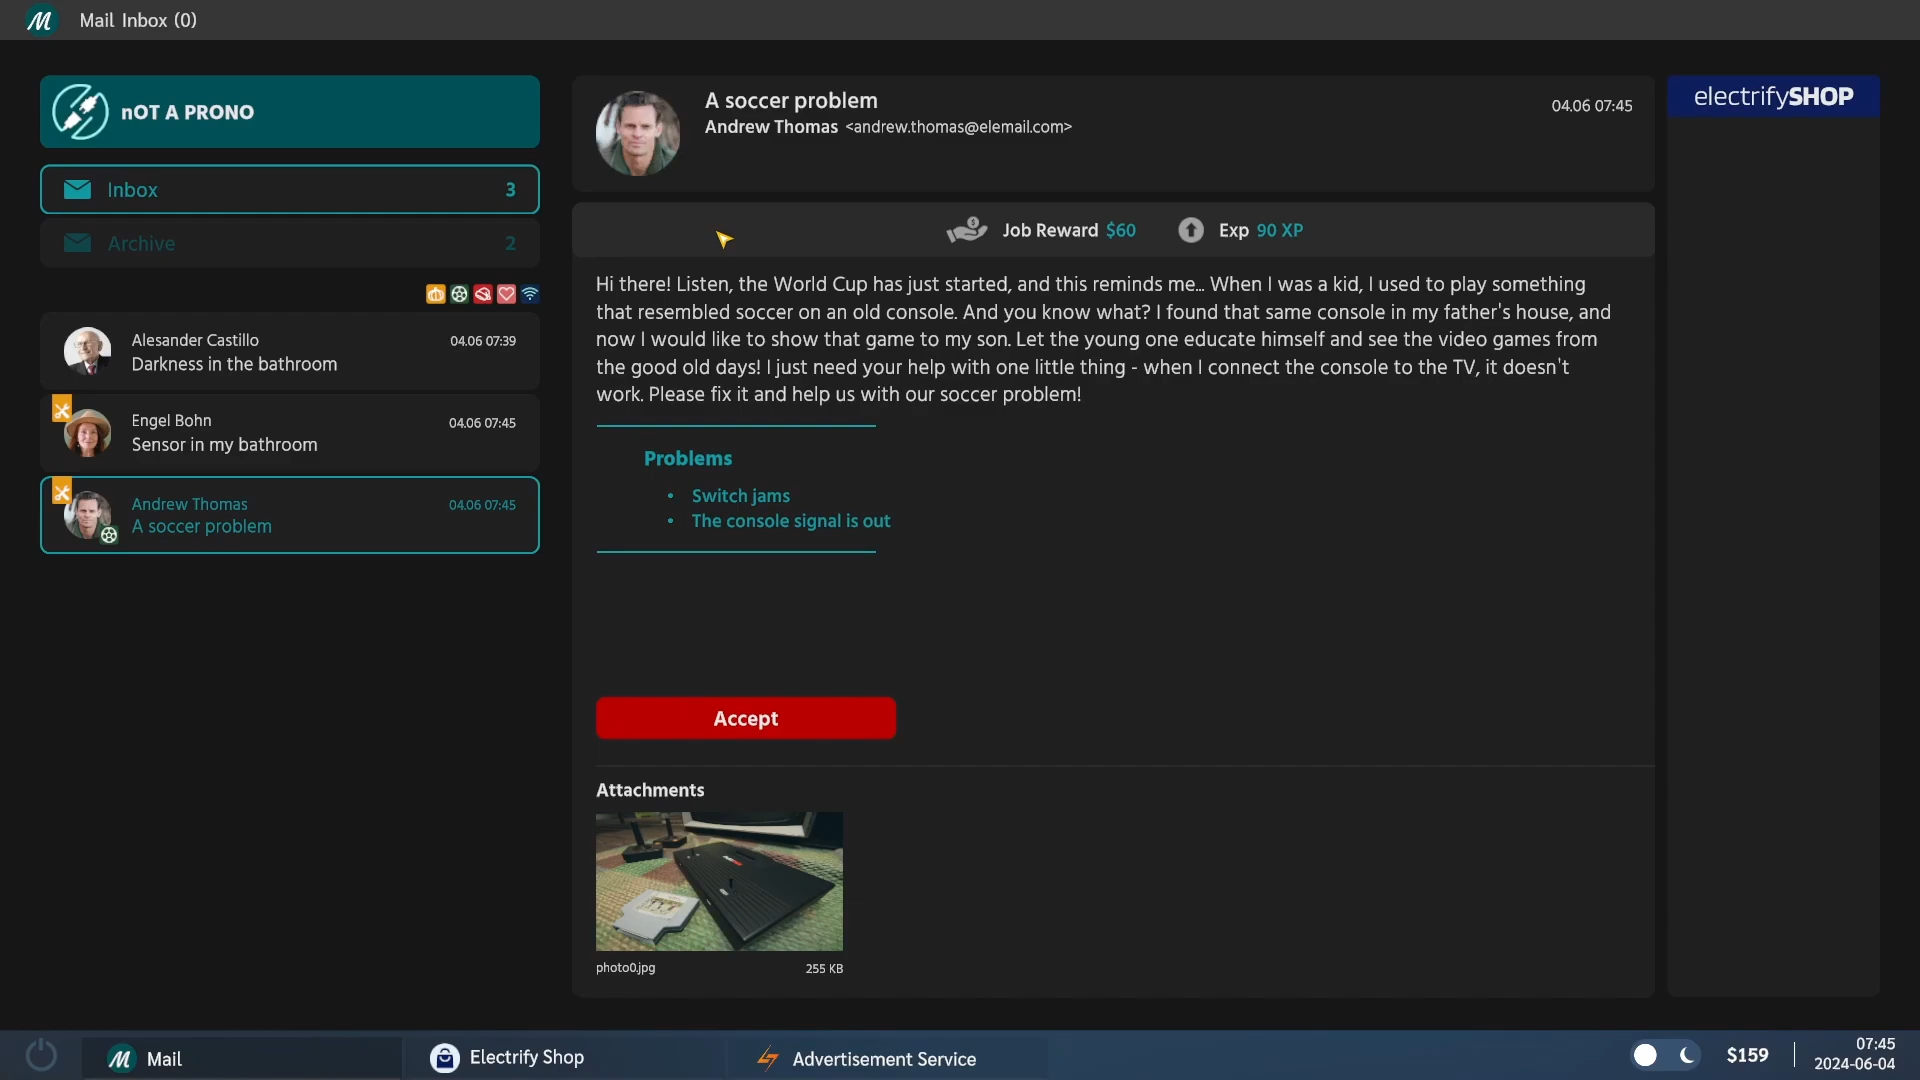 Mail Inbox (0)
nOT A PRONO
Inbox 3
Archive 2
Alesander Castillo 04.06 07:39
Darkness in the bathroom
Engel Bohn 04.06 07:45
Sensor in my bathroom
Andrew Thomas 04.06 07:45
A soccer problem
A soccer problem 04.06 07:45
Andrew Thomas <andrew.thomas@elemail.com>
Job Reward $60 Exp 90 XP
Hi there! Listen, the World Cup has just started, and this reminds me... When I was a kid, I used to play something
that resembled soccer on an old console. And you know what? I found that same console in my father's house, and
now I would like to show that game to my son. Let the young one educate himself and see the video games from
the good old days! I just need your help with one little thing - when I connect the console to the TV, it doesn't
work. Please fix it and help us with our soccer problem!
Problems
• Switch jams
• The console signal is out
Accept
Attachments
photo0.jpg 255 KB
electrifySHOP
Mail
Electrify Shop
Advertisement Service
$159
07:45
2024-06-04